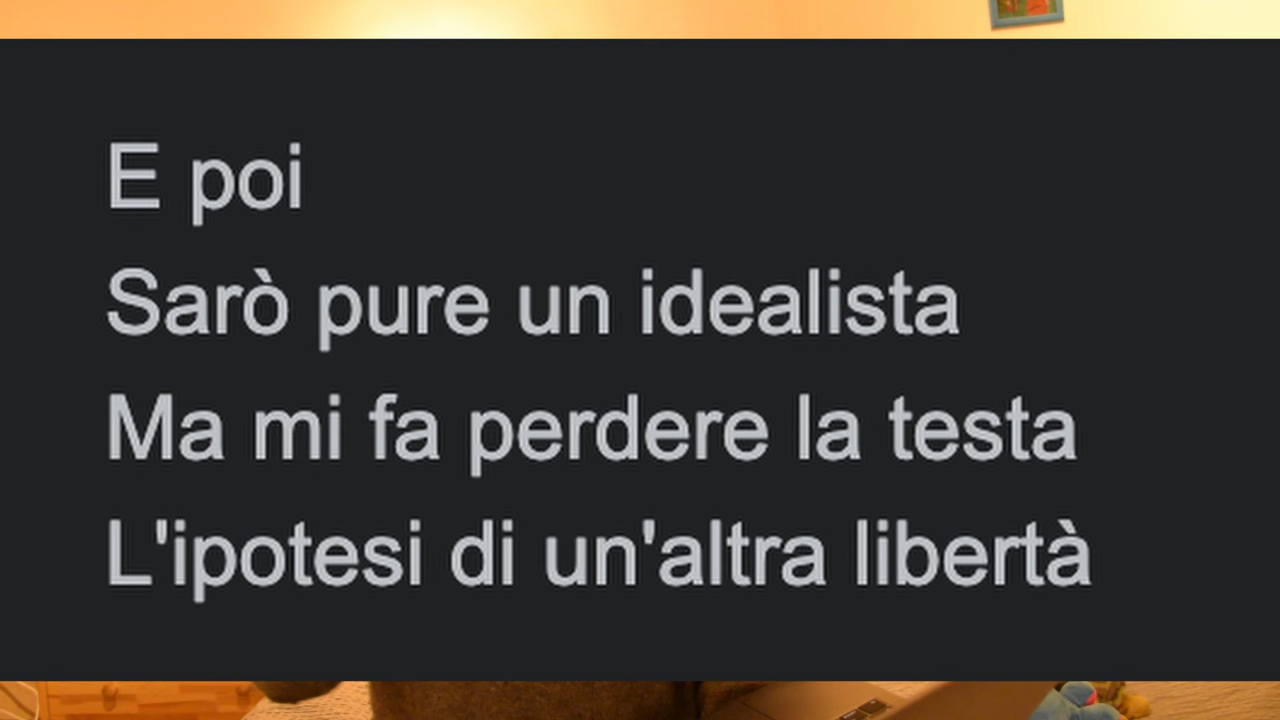 E poi
Sarò pure un idealista
Ma mi fa perdere la testa
L'ipotesi di un'altra libertà